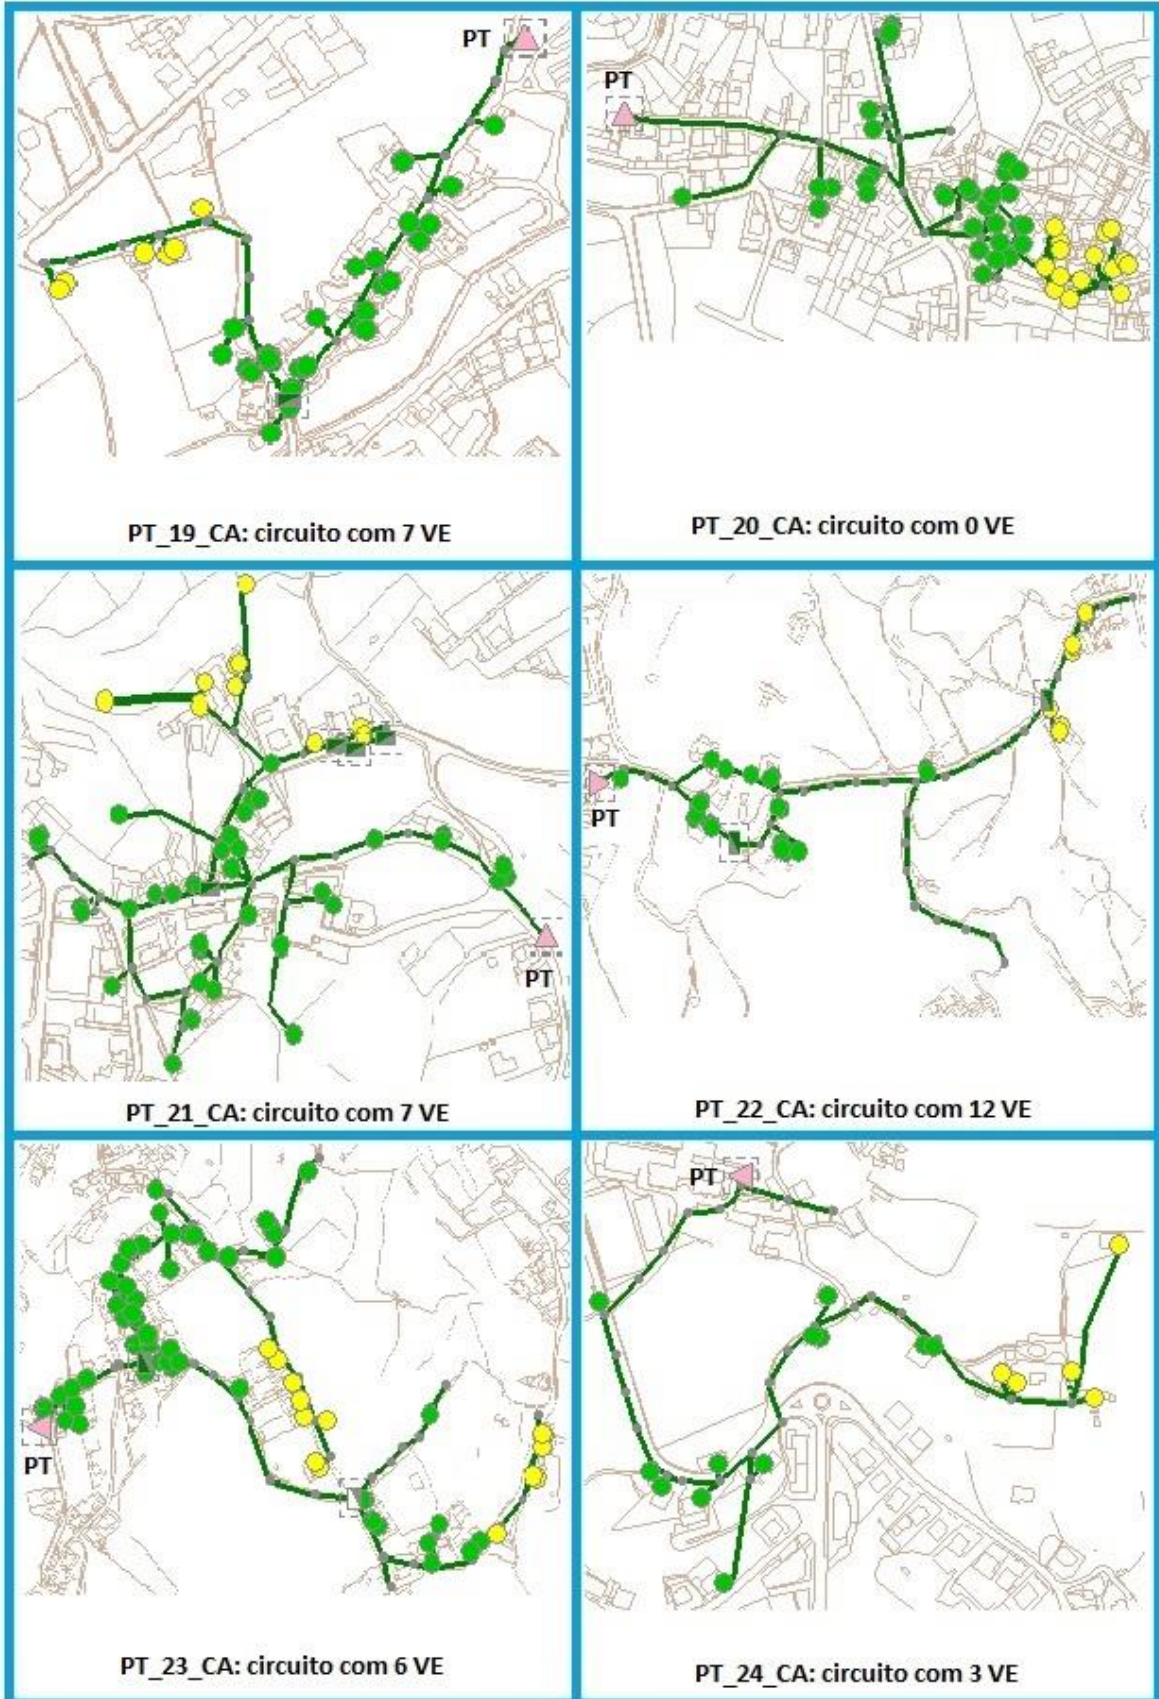 PT
PT
PT_19_CA: circuito com 7 VE
PT_20_CA: circuito com 0 VE
PT
PT
PT_21_CA: circuito com 7 VE
PT_22_CA: circuito com 12 VE
PT
PT
PT_23_CA: circuito com 6 VE
PT_24_CA: circuito com 3 VE